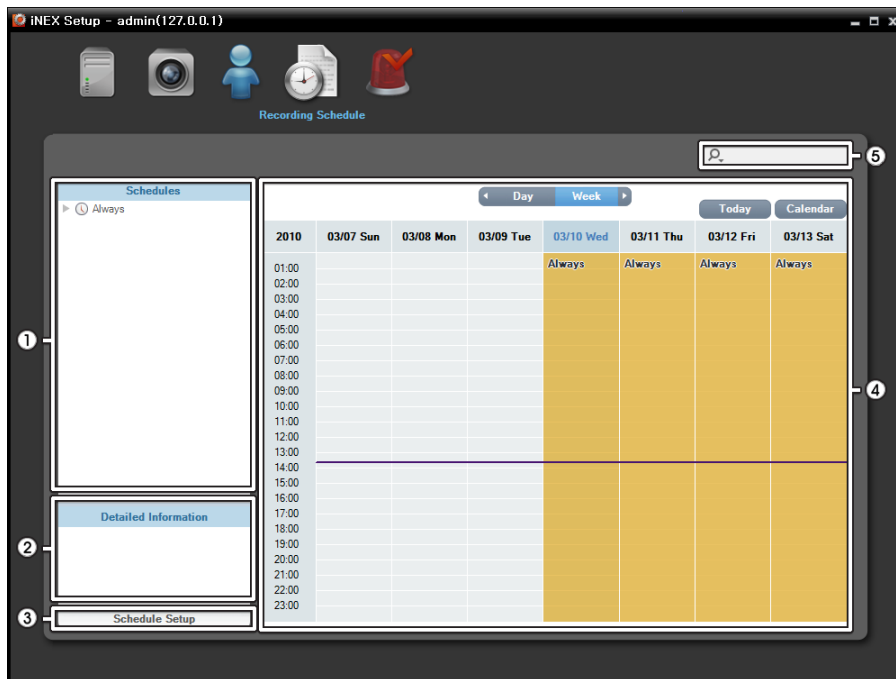 iNEX Setup - admin(127.0.0.1)
Recording Schedule
5
Schedules
Always
1
Detailed Information
2
Schedule Setup
3
Day Week
Today Calendar
2010 03/07 Sun 03/08 Mon 03/09 Tue 03/10 Wed 03/11 Thu 03/12 Fri 03/13 Sat
Always Always Always Always
01:00
02:00
03:00
04:00
05:00
06:00
07:00
08:00
09:00
10:00
11:00
12:00
13:00
14:00
15:00
16:00
17:00
18:00
19:00
20:00
21:00
22:00
23:00
4